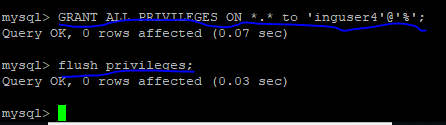 mysql> GRANT ALL PRIVILEGES ON *.* to 'inguser4'@'%';
Query OK, 0 rows affected (0.07 sec)
mysql> flush privileges;
Query OK, 0 rows affected (0.03 sec)
mysql>